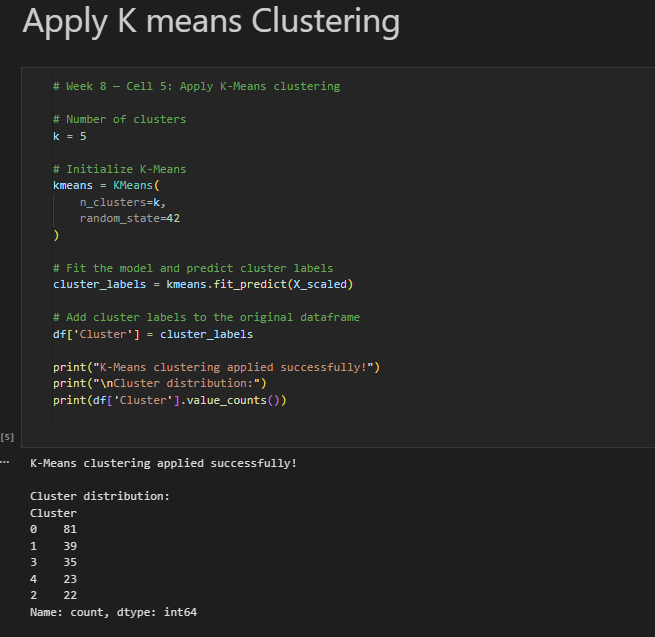 Apply K means Clustering
# Week 8 — Cell 5: Apply K-Means clustering
# Number of clusters
k = 5
# Initialize K-Means
kmeans = KMeans(
    n_clusters=k,
    random_state=42
)
# Fit the model and predict cluster labels
cluster_labels = kmeans.fit_predict(X_scaled)
# Add cluster labels to the original dataframe
df['Cluster'] = cluster_labels
print("K-Means clustering applied successfully!")
print("\nCluster distribution:")
print(df['Cluster'].value_counts())
[5]
... K-Means clustering applied successfully!
Cluster distribution:
Cluster
0    81
1    39
3    35
4    23
2    22
Name: count, dtype: int64